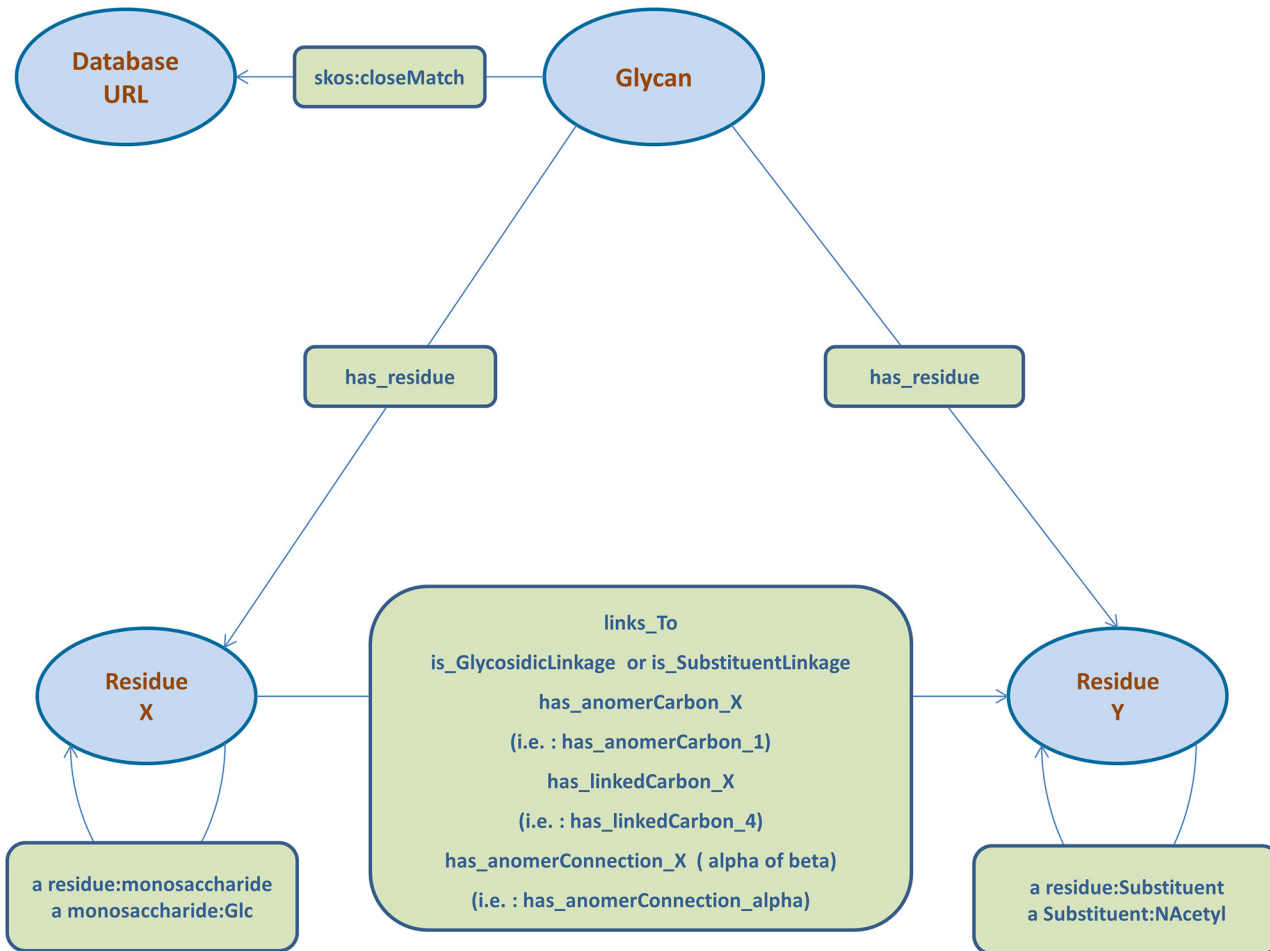 Database
URL
skos:closeMatch
Glycan
has_residue
has_residue
Residue
X
links_To
is_GlycosidicLinkage or is_SubstituentLinkage
has_anomerCarbon_X
(i.e. : has_anomerCarbon_1)
has_linkedCarbon_X
(i.e. : has_linkedCarbon_4)
has_anomerConnection_X ( alpha of beta)
(i.e. : has_anomerConnection_alpha)
Residue
Y
a residue:monosaccharide
a monosaccharide:Glc
a residue:Substituent
a Substituent:NAcetyl